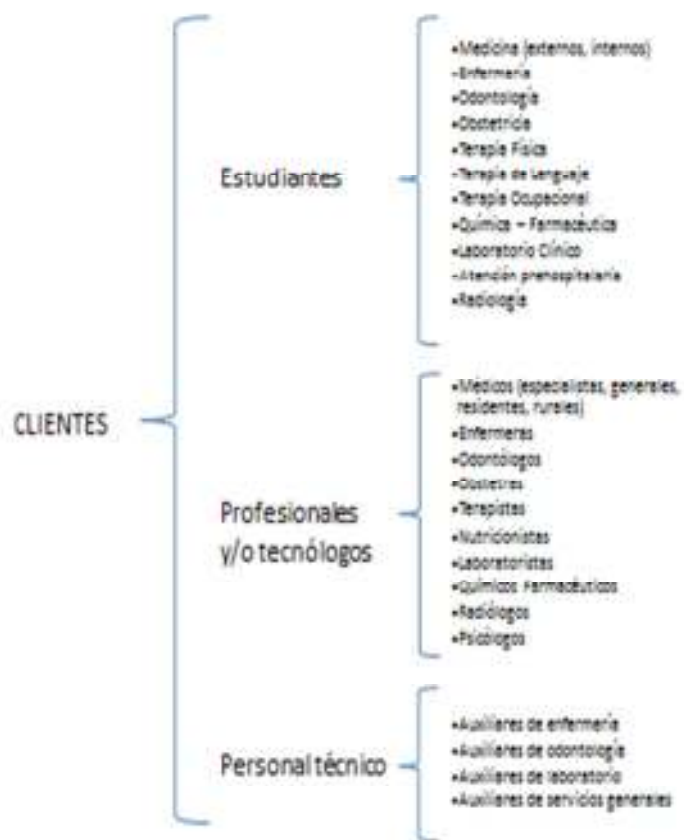 CLIENTES
Estudiantes
•Medicina (externos, internos)
-Enfermería
•Odontología
•Obstetricia
•Terapia Física
-Terapia de Lenguaje
•Terapia Ocupacional
•Química – Farmacéutica
•Laboratorio Clínico
-Atención prehospitalaria
•Radiología
Profesionales
y/o tecnólogos
•Médicos (especialistas, generales,
residentes, rurales)
•Enfermeras
•Odontólogos
•Obstetras
•Terapistas
•Nutricionistas
•Laboratoristas
•Químicos Farmacéuticos
•Radiólogos
•Psicólogos
Personal técnico
•Auxiliares de enfermería
•Auxiliares de odontología
•Auxiliares de laboratorio
•Auxiliares de servicios generales